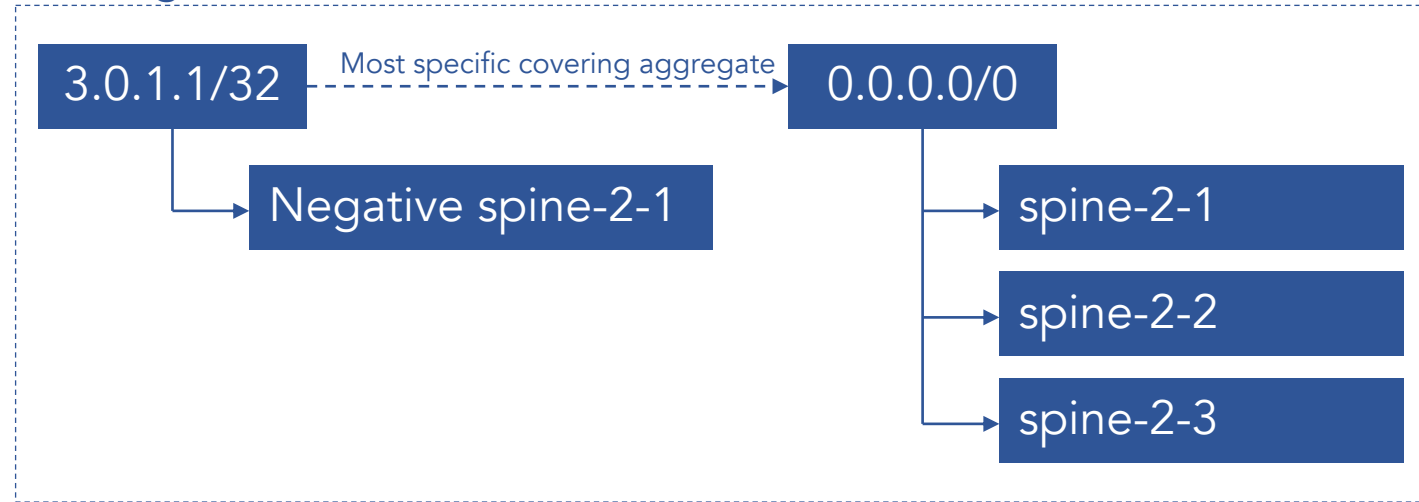 3.0.1.1/32
Most specific covering aggregate
0.0.0.0/0
Negative spine-2-1
spine-2-1
spine-2-2
spine-2-3